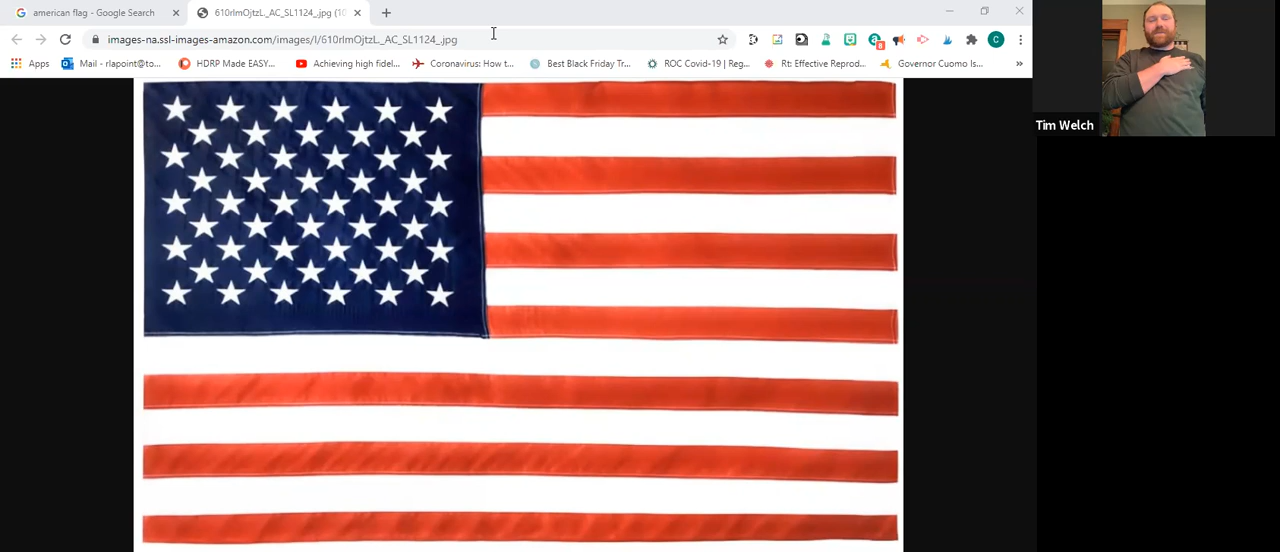 american flag - Google Search
610rlmOjtzL._AC_SL1124_.jpg (10
images-na.ssl-images-amazon.com/images/I/610rlmOjtzL._AC_SL1124_.jpg
C
Apps
Mail - rlapoint@to...
HDRP Made EASY...
Achieving high fidel...
Coronavirus: How t...
Best Black Friday Tr...
ROC Covid-19 | Reg...
Rt: Effective Reprod...
Governor Cuomo Is...
Tim Welch